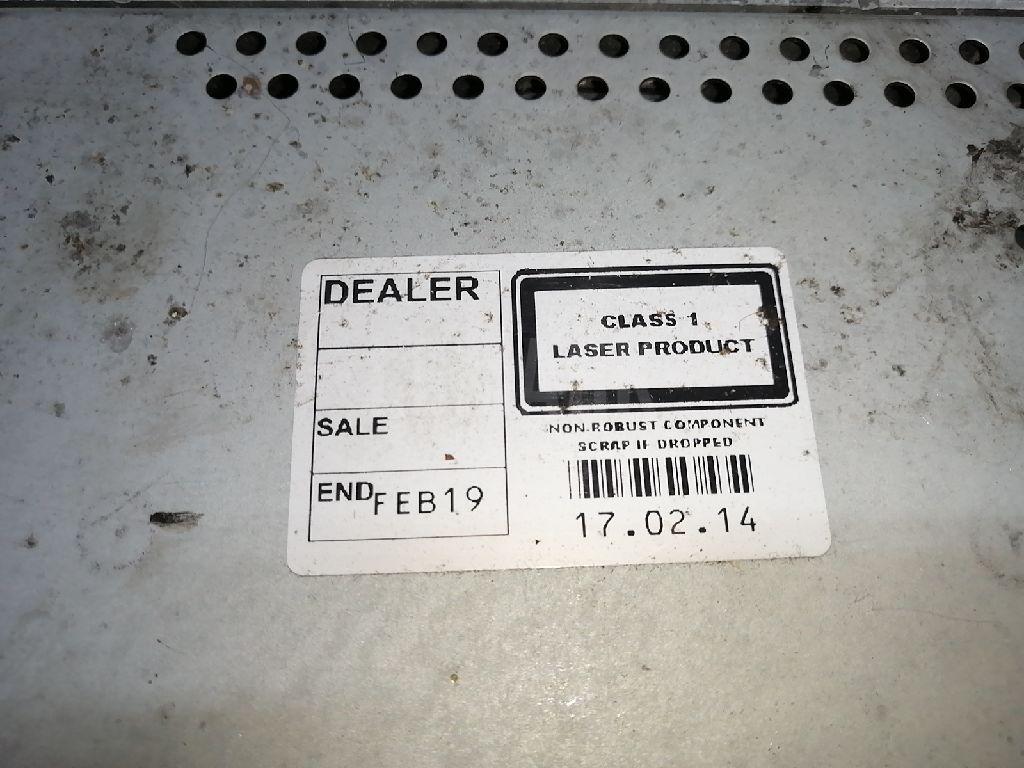 DEALER
SALE
END FEB19
CLASS 1
LASER PRODUCT
NON-ROBUST COMPONENT
SCRAP IF DROPPED
17.02.14